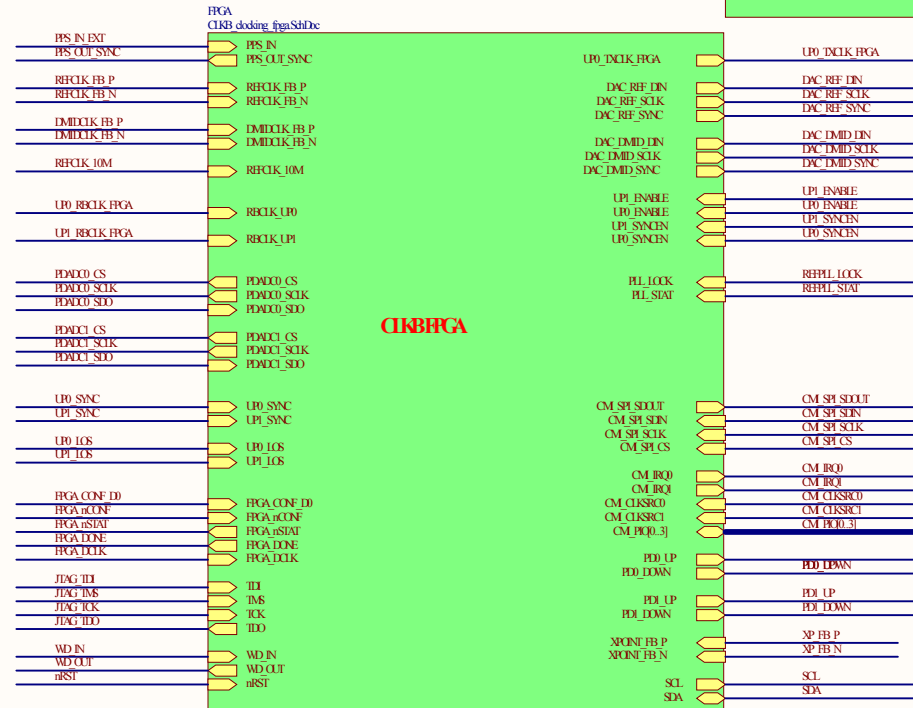 FPGA
CLKB_clocking_fpga.SchDoc
PPS_IN_EXT
PPS_OUT_SYNC
REFCLK_FB_P
REFCLK_FB_N
DMIDCLK_FB_P
DMIDCLK_FB_N
REFCLK_10M
UP0_RBCLK_FPGA
UP1_RBCLK_FPGA
PDADC0_CS
PDADC0_SCLK
PDADC0_SDO
PDADC1_CS
PDADC1_SCLK
PDADC1_SDO
UP0_SYNC
UP1_SYNC
UP0_LOS
UP1_LOS
FPGA_CONF_D0
FPGA_nCONF
FPGA_nSTAT
FPGA_DONE
FPGA_DCLK
JTAG_TDI
JTAG_TMS
JTAG_TCK
JTAG_TDO
WD_IN
WD_OUT
nRST
PPS_IN
PPS_OUT_SYNC
REFCLK_FB_P
REFCLK_FB_N
DMIDCLK_FB_P
DMIDCLK_FB_N
REFCLK_10M
RBCLK_UP0
RBCLK_UP1
PDADC0_CS
PDADC0_SCLK
PDADC0_SDO
PDADC1_CS
PDADC1_SCLK
PDADC1_SDO
UP0_SYNC
UP1_SYNC
UP0_LOS
UP1_LOS
FPGA_CONF_D0
FPGA_nCONF
FPGA_nSTAT
FPGA_DONE
FPGA_DCLK
TDI
TMS
TCK
TDO
WD_IN
WD_OUT
nRST
CLKB FPGA
UP0_TXCLK_FPGA
DAC_REF_DIN
DAC_REF_SCLK
DAC_REF_SYNC
DAC_DMID_DIN
DAC_DMID_SCLK
DAC_DMID_SYNC
UP1_ENABLE
UP0_ENABLE
UP1_SYNCEN
UP0_SYNCEN
PLL_LOCK
PLL_STAT
CM_SPI_SDOUT
CM_SPI_SDIN
CM_SPI_SCLK
CM_SPI_CS
CM_IRQ0
CM_IRQ1
CM_CLKSRC0
CM_CLKSRC1
CM_PIO[0..3]
PD0_UP
PD0_DOWN
PD1_UP
PD1_DOWN
XPOINT_FB_P
XPOINT_FB_N
SCL
SDA
UP0_TXCLK_FPGA
DAC_REF_DIN
DAC_REF_SCLK
DAC_REF_SYNC
DAC_DMID_DIN
DAC_DMID_SCLK
DAC_DMID_SYNC
UP1_ENABLE
UP0_ENABLE
UP1_SYNCEN
UP0_SYNCEN
REFPLL_LOCK
REFPLL_STAT
CM_SPI_SDOUT
CM_SPI_SDIN
CM_SPI_SCLK
CM_SPI_CS
CM_IRQ0
CM_IRQ1
CM_CLKSRC0
CM_CLKSRC1
CM_PIO[0..3]
PD1_UP
PD1_DOWN
XP_FB_P
XP_FB_N
SCL
SDA